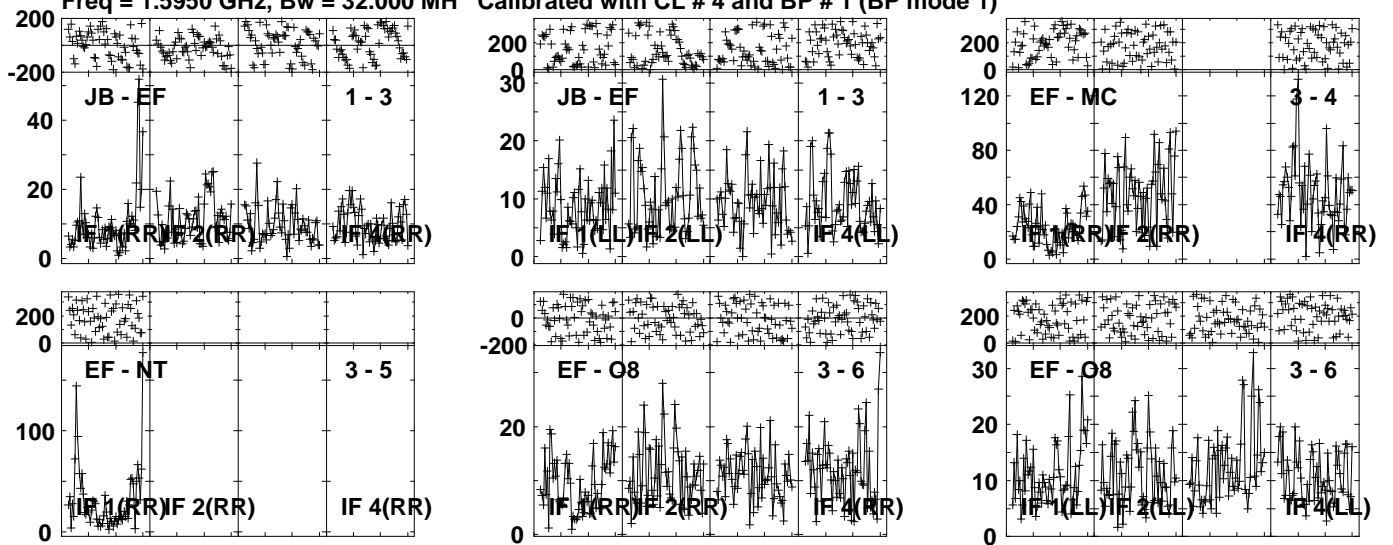 Freq = 1.5950 GHz, Bw = 32.000 MH Calibrated with CL # 4 and BP # 1 (BP mode 1)
200
-200
JB - EF 1 - 3
40
20
0
IF 1(RR) IF 2(RR) IF 4(RR)
200
0
JB - EF 1 - 3
30
20
10
0
IF 1(LL) IF 2(LL) IF 4(LL)
200
0
EF - MC 3 - 4
120
80
40
0
IF 1(RR) IF 2(RR) IF 4(RR)
200
0
EF - NT 3 - 5
100
0
IF 1(RR) IF 2(RR) IF 4(RR)
0
-200
EF - O8 3 - 6
20
0
IF 1(RR) IF 2(RR) IF 4(RR)
200
0
EF - O8 3 - 6
30
20
10
0
IF 1(LL) IF 2(LL) IF 4(LL)